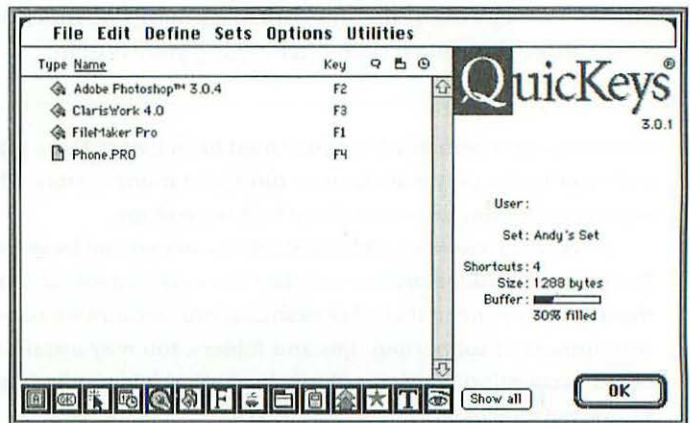 File Edit Define Sets Options Utilities
Type Name Key
Adobe Photoshop™ 3.0.4 F2
ClarisWork 4.0 F3
FileMaker Pro F1
Phone.PRO F4
QuicKeys®
3.0.1
User:
Set: Andy's Set
Shortcuts: 4
Size: 1288 bytes
Buffer:
30% filled
OK F T Show all OK